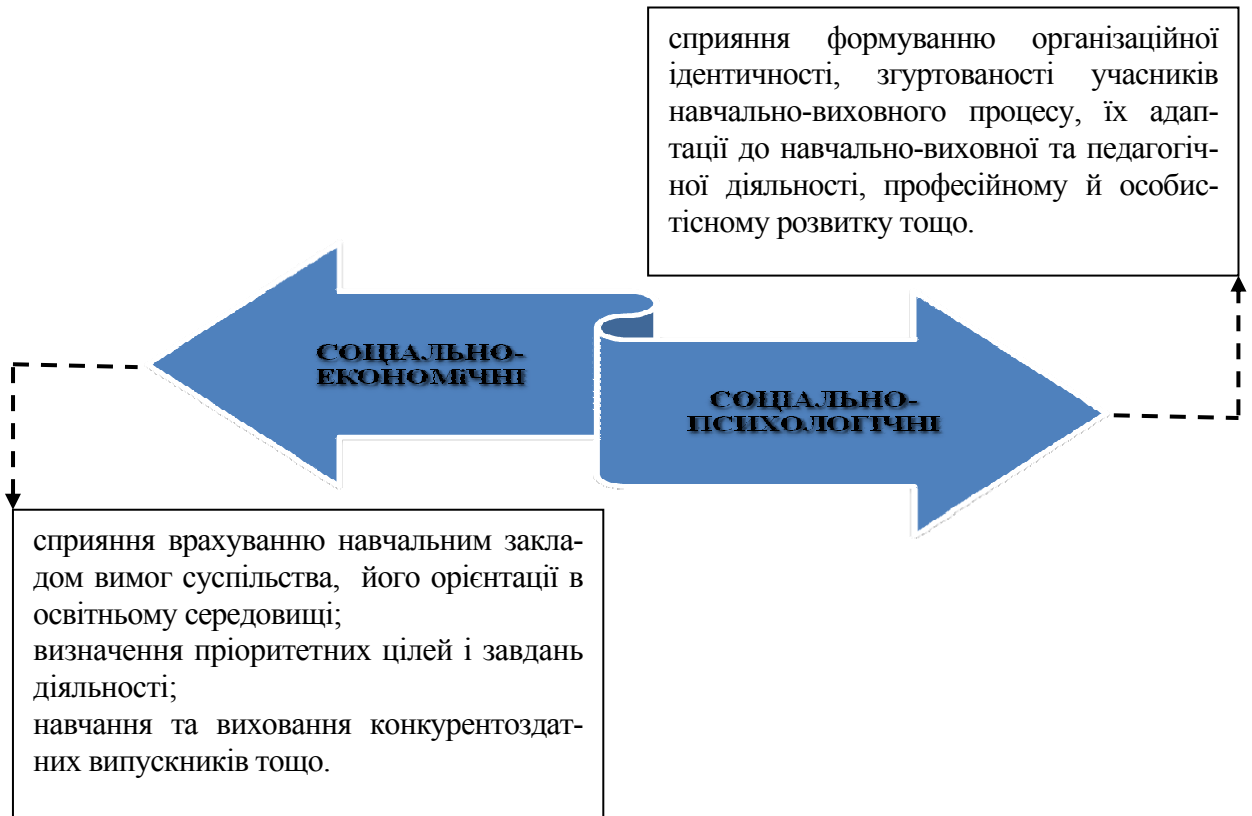 сприяння формуванню організаційної
ідентичності, згуртованості учасників
навчально-виховного процесу, їх адап-
тації до навчально-виховної та педагогіч-
ної діяльності, професійному й особис-
тісному розвитку тощо.
СОЦІАЛЬНО-
ЕКОНОМіЧНІ
СОЦІАЛЬНО-
ПСИХОЛОГІЧНІ
сприяння врахуванню навчальним закла-
дом вимог суспільства, його орієнтації в
освітньому середовищі;
визначення пріоритетних цілей і завдань
діяльності;
навчання та виховання конкурентоздат-
них випускників тощо.